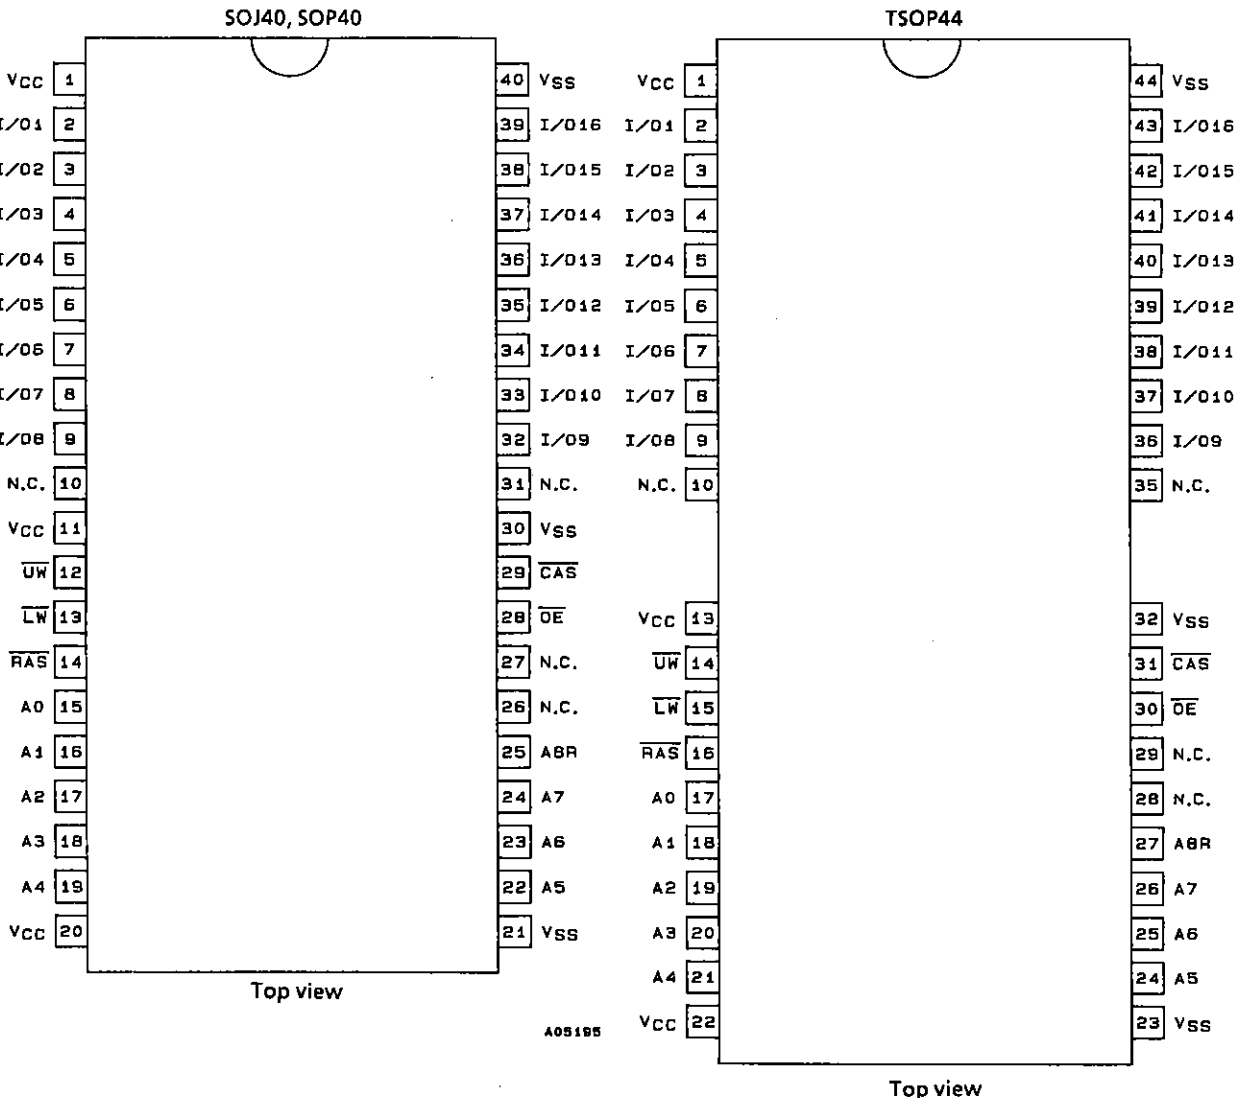 SOJ40, SOP40
VCC 1 40 VSS
I/O1 2 39 I/O16
I/O2 3 38 I/O15
I/O3 4 37 I/O14
I/O4 5 36 I/O13
I/O5 6 35 I/O12
I/O6 7 34 I/O11
I/O7 8 33 I/O10
I/O8 9 32 I/O9
N.C. 10 31 N.C.
VCC 11 30 VSS
UW 12 29 CAS
LW 13 28 OE
RAS 14 27 N.C.
A0 15 26 N.C.
A1 16 25 A8R
A2 17 24 A7
A3 18 23 A6
A4 19 22 A5
VCC 20 21 VSS
Top view
TSOP44
VCC 1 44 VSS
I/O1 2 43 I/O16
I/O2 3 42 I/O15
I/O3 4 41 I/O14
I/O4 5 40 I/O13
I/O5 6 39 I/O12
I/O6 7 38 I/O11
I/O7 8 37 I/O10
I/O8 9 36 I/O9
N.C. 10 35 N.C.
VCC 13 32 VSS
UW 14 31 CAS
LW 15 30 OE
RAS 16 29 N.C.
A0 17 28 N.C.
A1 18 27 A8R
A2 19 26 A7
A3 20 25 A6
A4 21 24 A5
VCC 22 23 VSS
Top view
A05195